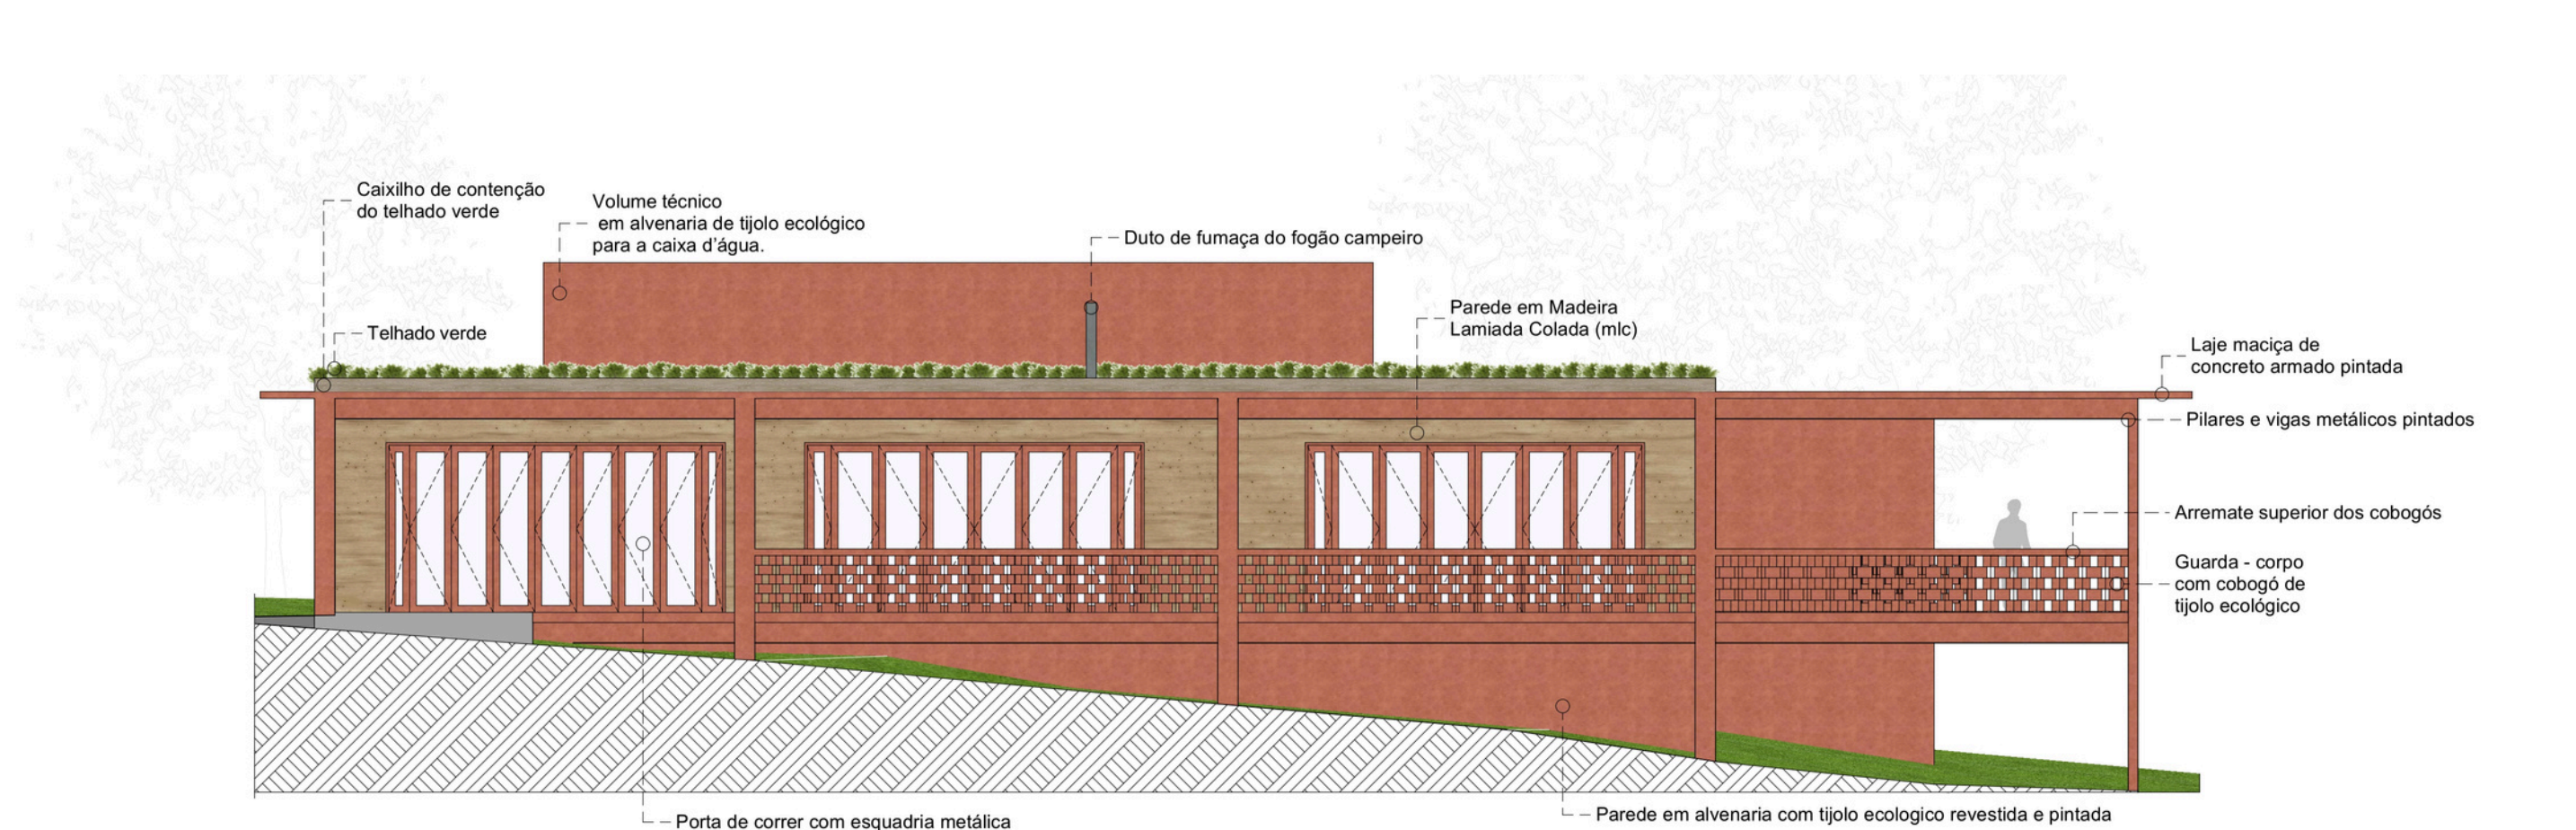 Caixilho de contenção
do telhado verde
Volume técnico
em alvenaria de tijolo ecológico
para a caixa d'água.
Duto de fumaça do fogão campeiro
Telhado verde
Parede em Madeira
Lamiada Colada (mlc)
Laje maciça de
concreto armado pintada
Pilares e vigas metálicos pintados
Arremate superior dos cobogós
Guarda - corpo
com cobogó de
tijolo ecológico
Porta de correr com esquadria metálica
Parede em alvenaria com tijolo ecologico revestida e pintada